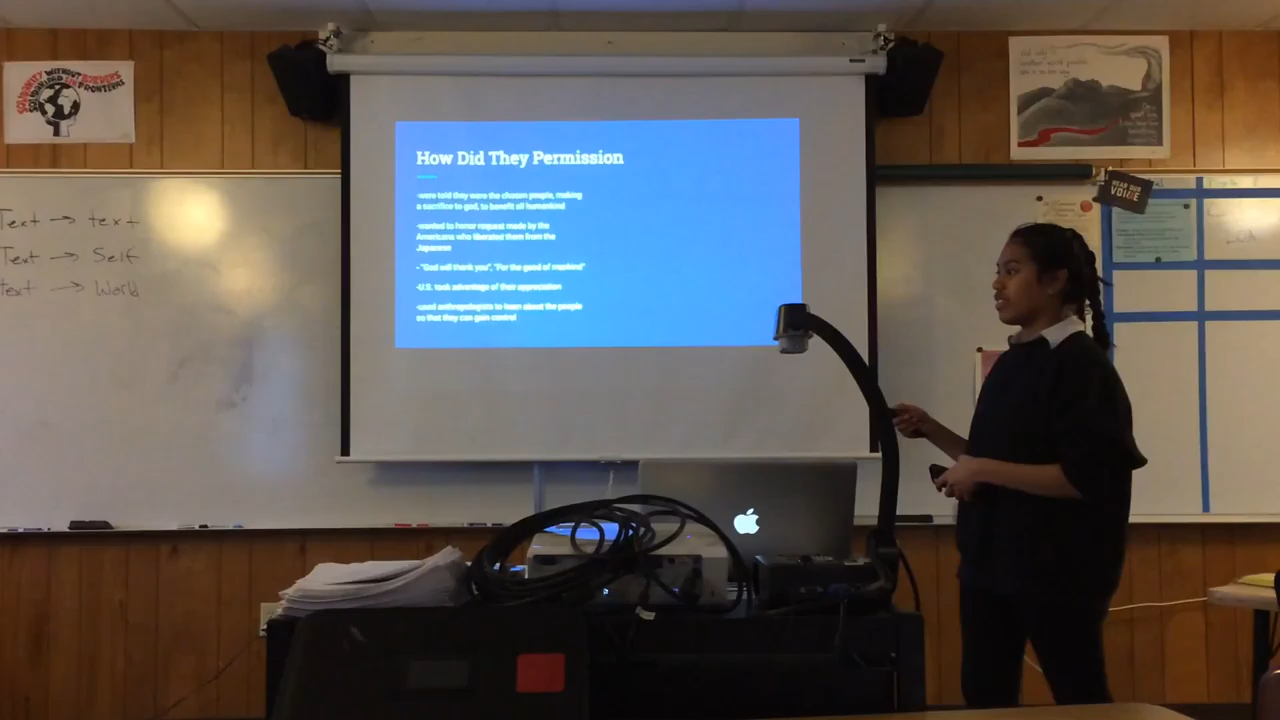 SOLIDARITY WITHOUT BORDERS
SOLIDARIDAD SIN FRONTERAS
Text → text
Text → Self
text → World
How Did They Permission
-were told they were the chosen people, making
a sacrifice to god, to benefit all humankind
-wanted to honor request made by the
Americans who liberated them from the
Japanese
- "God will thank you", "For the good of mankind"
-U.S. took advantage of their appreciation
-used anthropologists to learn about the people
so that they can gain control
another world possible
HEAR OUR
VOICE